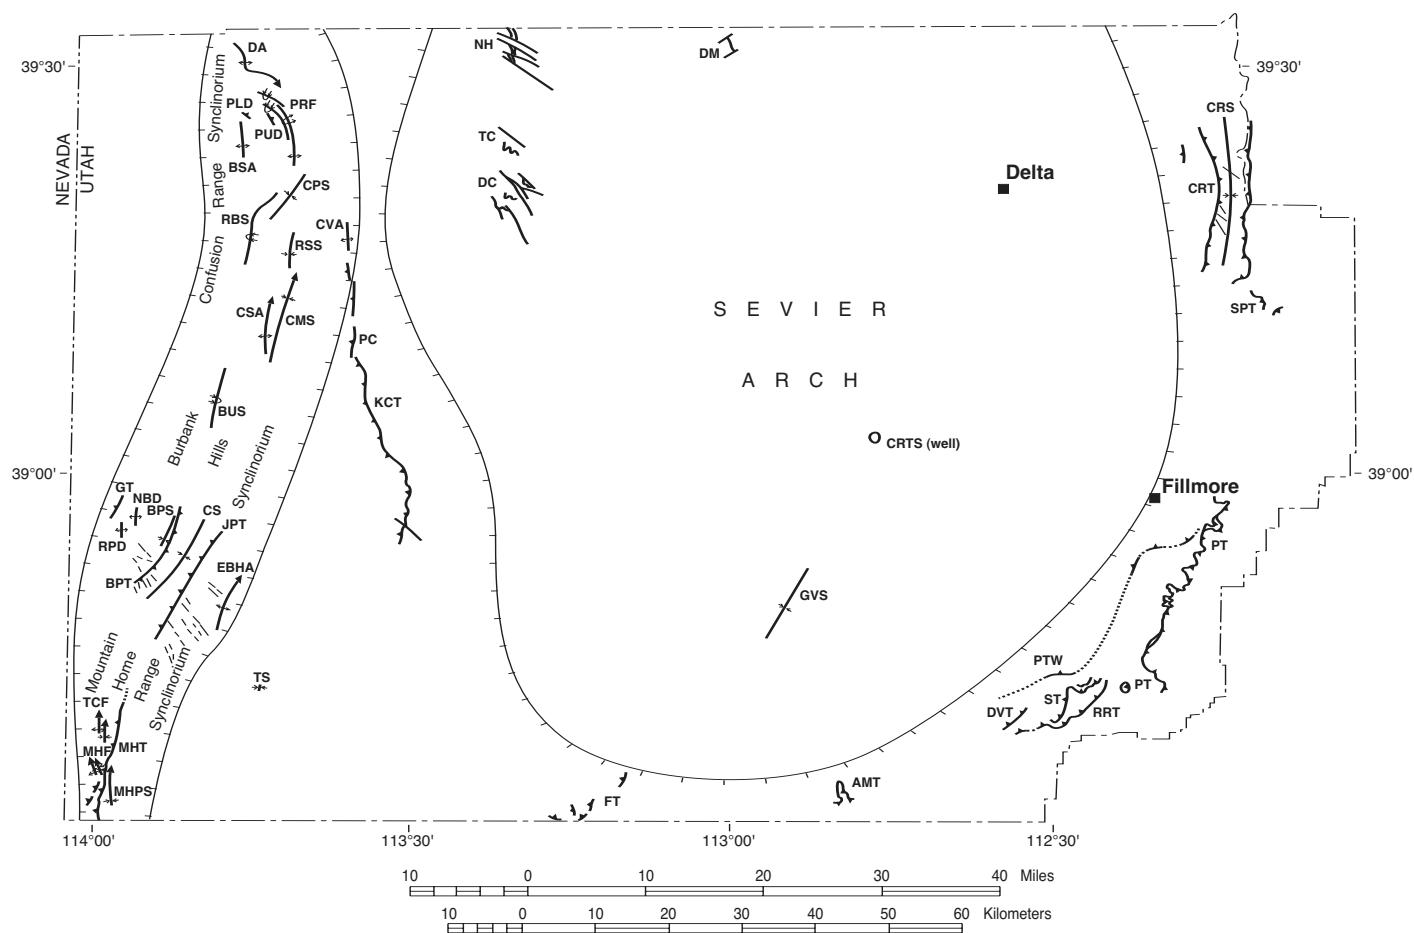 39°30'
39°30'
NEVADA
UTAH
Confusion Range Synclinorium
DA
PLD
PRF
PUD
BSA
CPS
RBS
RSS
CVA
CSA
CMS
PC
KCT
BUS
Burbank Hills Synclinorium
NH
DM
TC
DC
Delta
CRS
CRT
SPT
SEVIER
ARCH
CRTS (well)
39°00'
39°00'
Fillmore
GT
NBD
BPS
CS
JPT
RPD
BPT
EBHA
GVS
PT
PTW
PT
ST
DVT
RRT
Mountain Home Range Synclinorium
TS
TCF
MHF
MHT
MHPS
FT
AMT
114°00'
113°30'
113°00'
112°30'
10 0 10 20 30 40 Miles
10 0 10 20 30 40 50 60 Kilometers